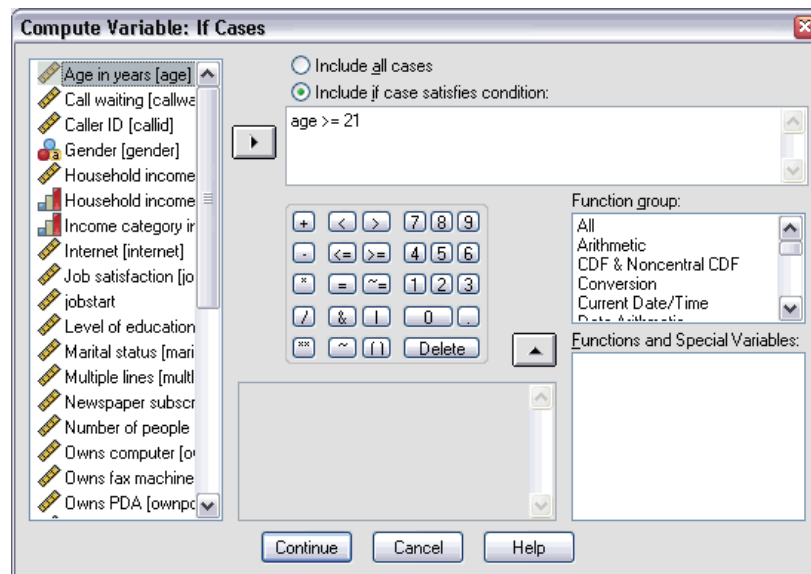 Compute Variable: If Cases
Age in years [age]
Call waiting [callwa
Caller ID [callid]
Gender [gender]
Household income
Household income
Income category ir
Internet [internet]
Job satisfaction [jo
jobstart
Level of education
Marital status [mari
Multiple lines [multl
Newspaper subscr
Number of people
Owns computer [o
Owns fax machine
Owns PDA [ownpc
Include all cases
Include if case satisfies condition:
age >= 21
+ < > 7 8 9
- <= >= 4 5 6
* = ~= 1 2 3
/ & | 0 .
** ~ ( ) Delete
Function group:
All
Arithmetic
CDF & Noncentral CDF
Conversion
Current Date/Time
Date Arithmetic
Functions and Special Variables:
Continue Cancel Help